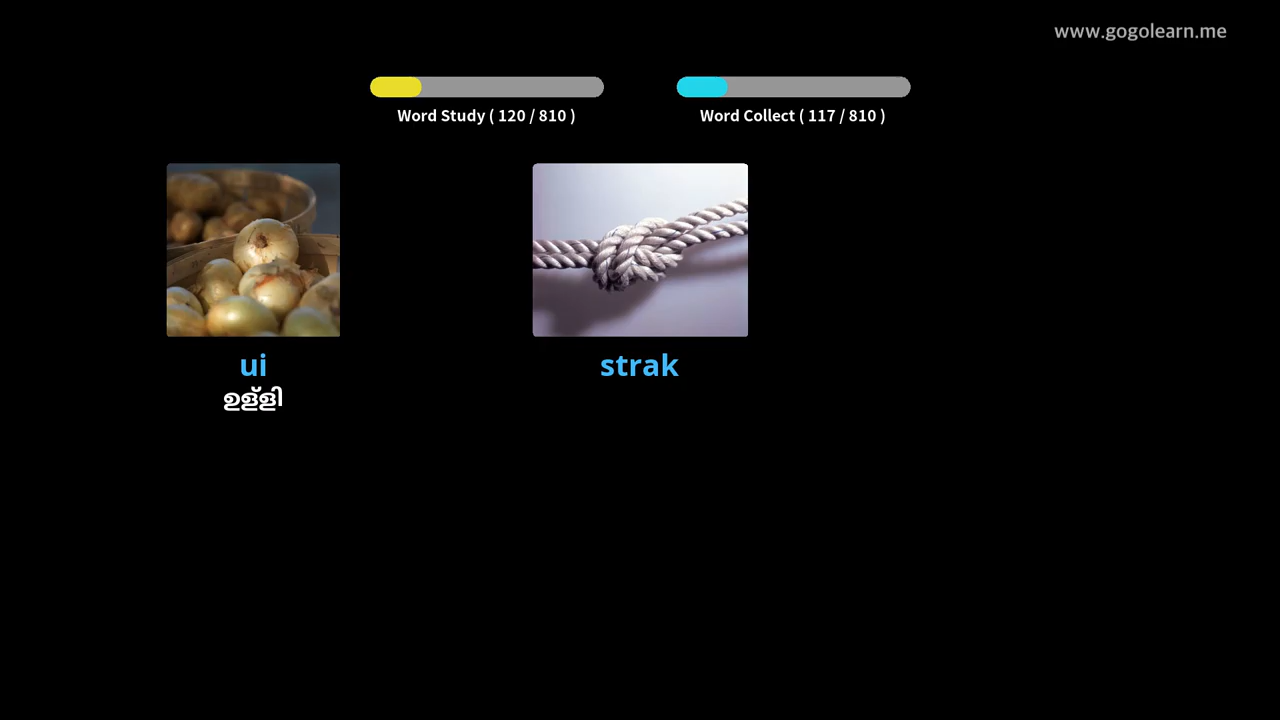 www.gogolearn.me
Word Study ( 120 / 810 )
Word Collect ( 117 / 810 )
ui
strak
ഉള്ളി